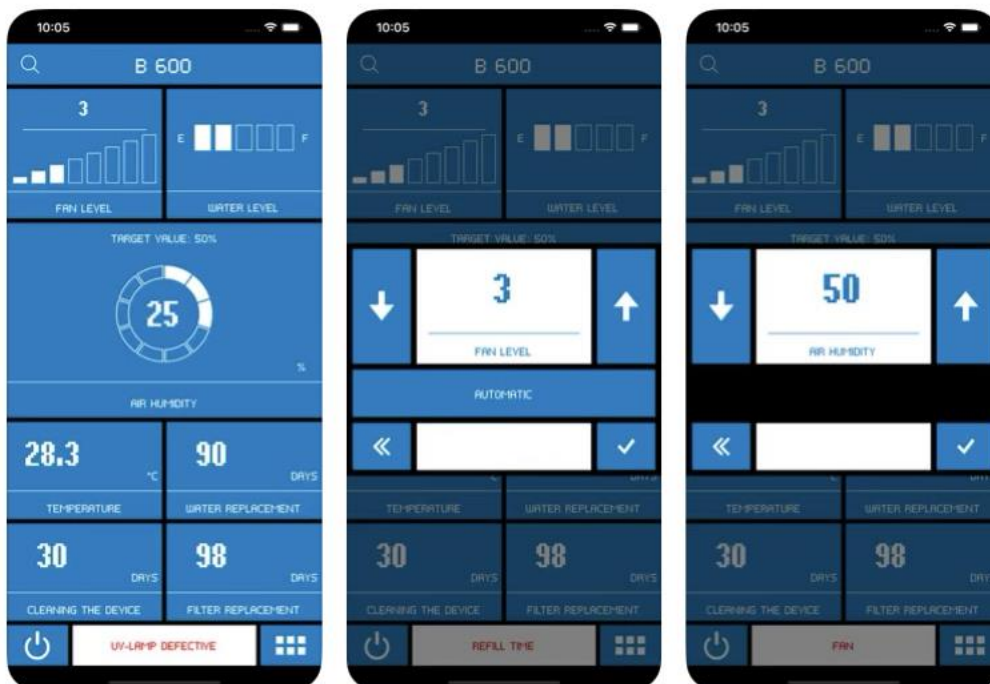 10:05
B 600
3
E F
FAN LEVEL
WATER LEVEL
TARGET VALUE: 50%
25
%
AIR HUMIDITY
28.3
°C
TEMPERATURE
90
DAYS
WATER REPLACEMENT
30
DAYS
CLEANING THE DEVICE
98
DAYS
FILTER REPLACEMENT
UV-LAMP DEFECTIVE
10:05
B 600
3
E F
FAN LEVEL
WATER LEVEL
TARGET VALUE: 50%
3
FAN LEVEL
AUTOMATIC
TEMPERATURE
WATER REPLACEMENT
30
DAYS
CLEANING THE DEVICE
98
DAYS
FILTER REPLACEMENT
REFILL TIME
10:05
B 600
3
E F
FAN LEVEL
WATER LEVEL
TARGET VALUE: 50%
50
AIR HUMIDITY
TEMPERATURE
WATER REPLACEMENT
30
DAYS
CLEANING THE DEVICE
98
DAY
FILTER REPLACEMENT
FAN